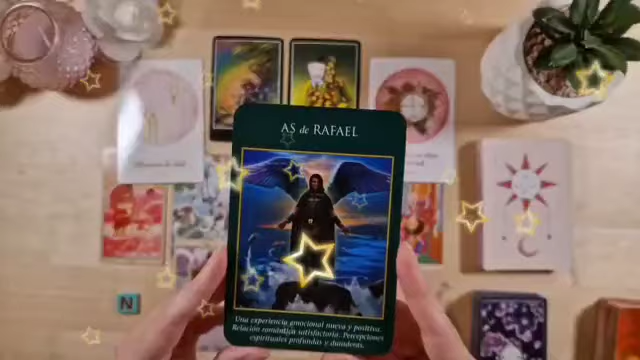 AS de RAFAEL
Una experiencia emocional nueva y positiva.
Relación romántica satisfactoria. Percepciones
espirituales profundas y duraderas.
N